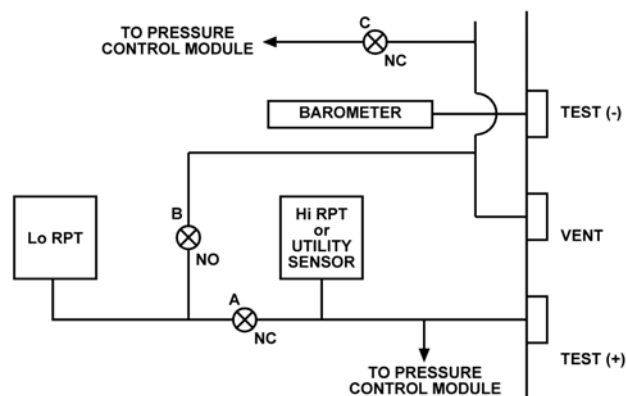 C
TO PRESSURE
CONTROL MODULE
NC
BAROMETER
TEST (-)
B
Lo RPT
Hi RPT
or
UTILITY
SENSOR
VENT
NO
A
NC
TEST (+)
TO PRESSURE
CONTROL MODULE